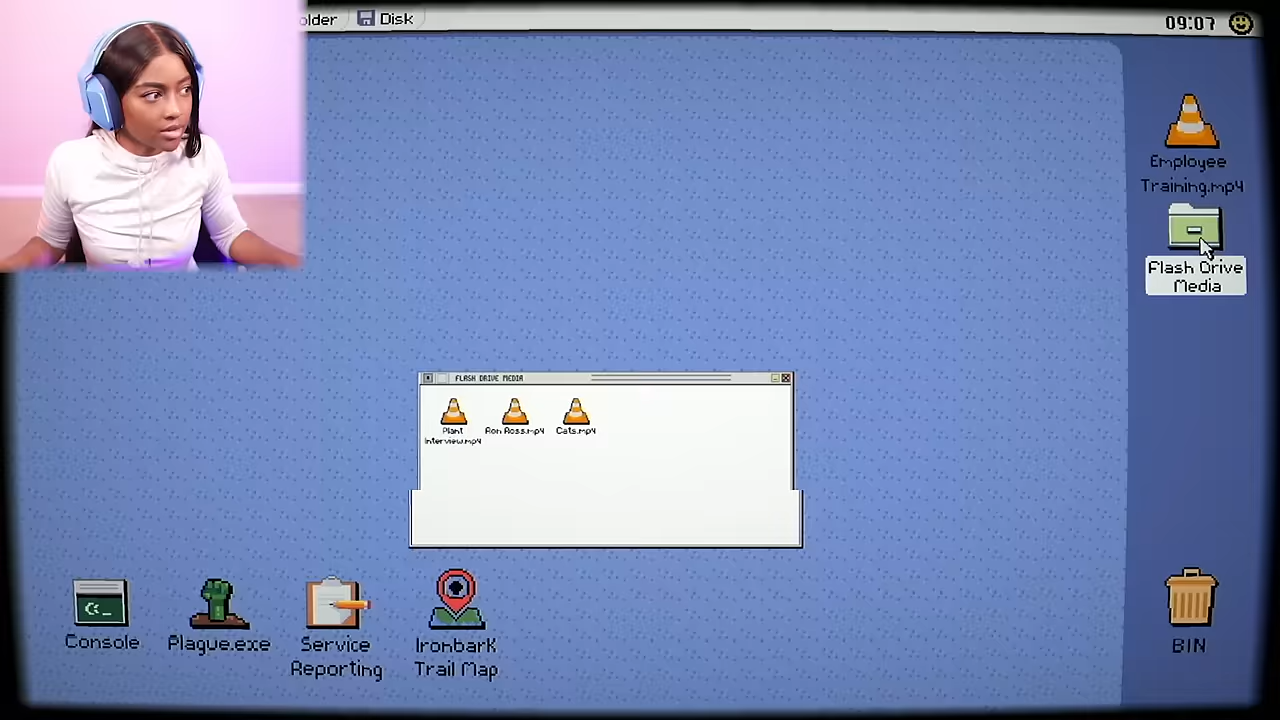 older
Disk
09:07
Employee
Training.mp4
Flash Drive
Media
FLASH DRIVE MEDIA
Plant
Interview.mp4
Ron Ross.mp4
Cats.mp4
Console
Plague.exe
Service
Reporting
Ironbark
Trail Map
BIN